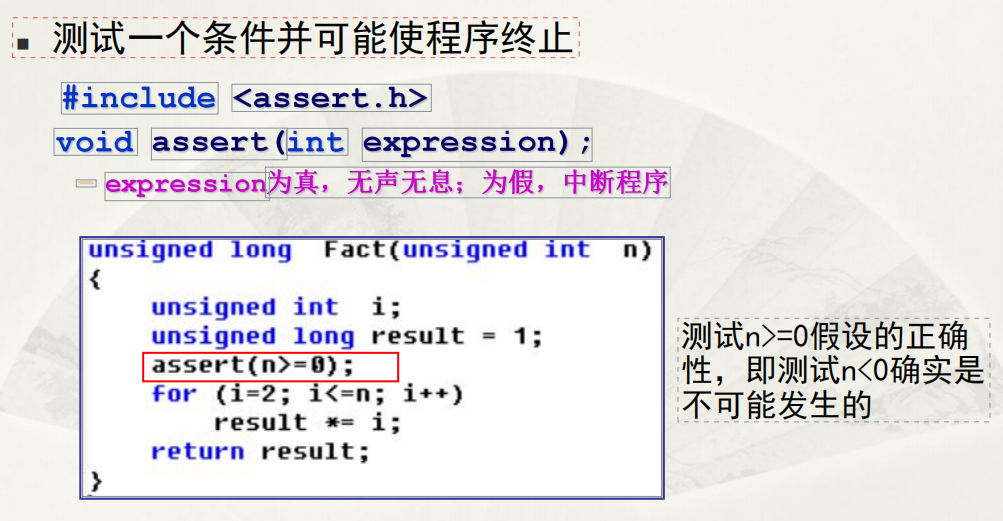 ▪ 测试一个条件并可能使程序终止
#include <assert.h>
void assert(int expression);
expression为真，无声无息；为假，中断程序
unsigned long  Fact(unsigned int  n)
{
    unsigned int  i;
    unsigned long result = 1;
    assert(n>=0);
    for (i=2; i<=n; i++)
        result *= i;
    return result;
}
测试n>=0假设的正确
性，即测试n<0确实是
不可能发生的